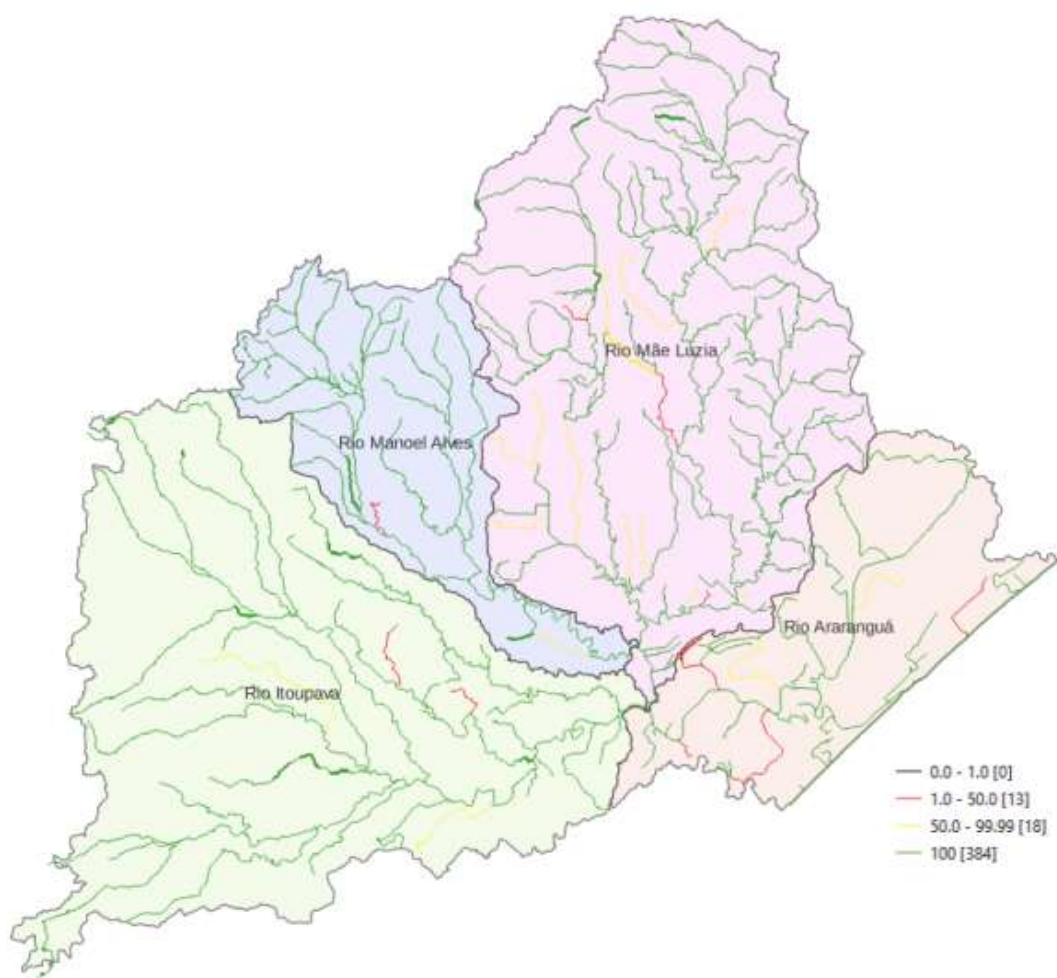 Rio Mãe Luzia
Rio Manoel Alves
Rio Araranguá
Rio Itoupava
0.0 - 1.0 [0]
1.0 - 50.0 [13]
50.0 - 99.99 [18]
100 [384]